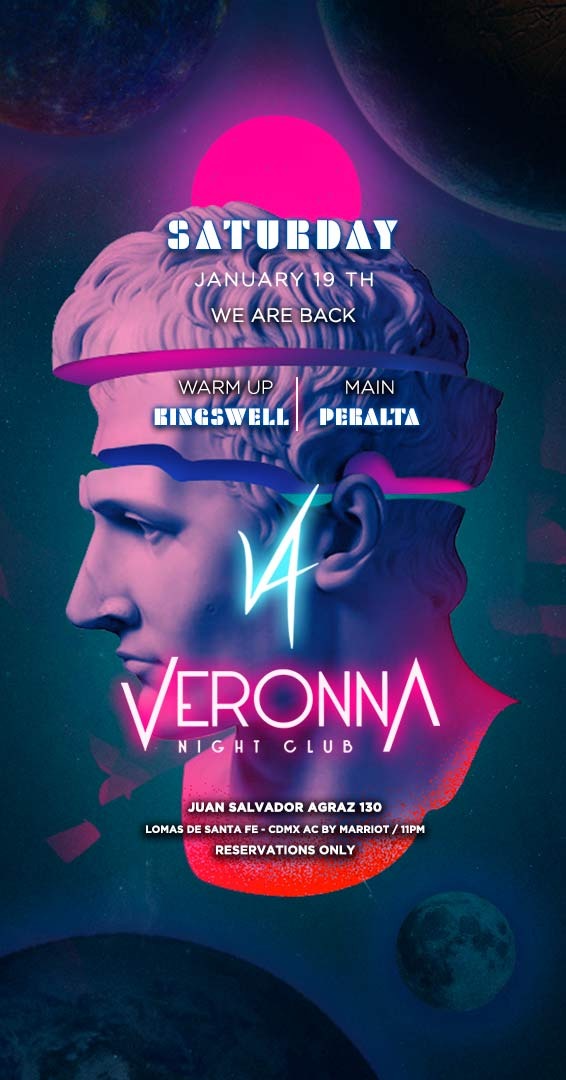 SATURDAY
JANUARY 19 TH
WE ARE BACK
WARM UP
KINGSWELL
MAIN
PERALTA
VERONNA
NIGHT CLUB
JUAN SALVADOR AGRAZ 130
LOMAS DE SANTA FE - CDMX AC BY MARRIOT / 11PM
RESERVATIONS ONLY